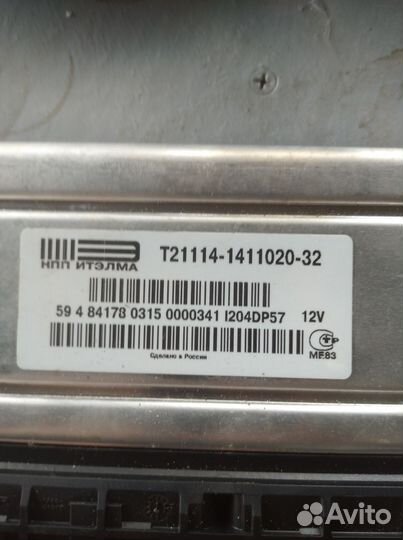 НПП ИТЭЛМА
T21114-1411020-32
59 4 84178 0315 0000341 I204DP57 12V
Сделано в России
МЕ83
Avito